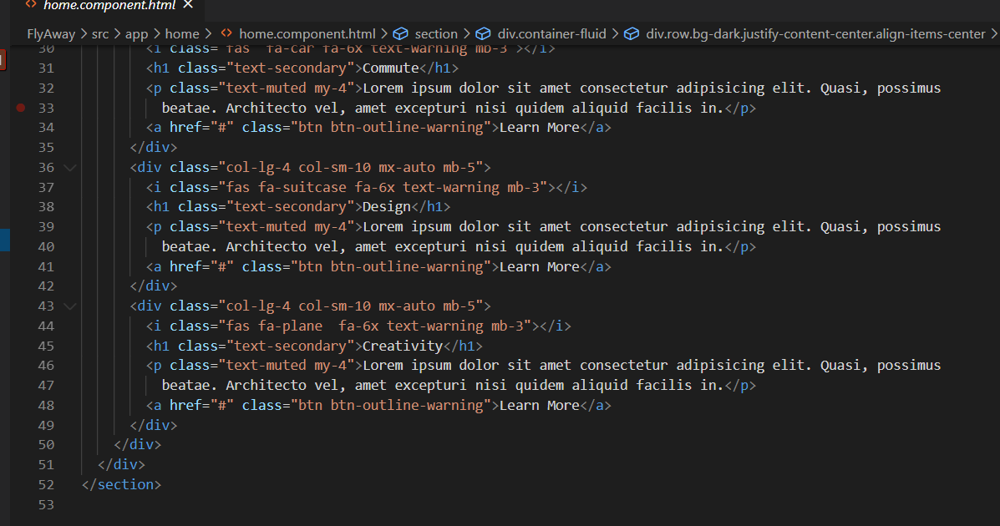 <> home.component.html ×
FlyAway > src > app > home > <> home.component.html > section > div.container-fluid > div.row.bg-dark.justify-content-center.align-items-center >
30 <i class="fas  fa-car fa-6x text-warning mb-3"></i>
31 <h1 class="text-secondary">Commute</h1>
32 <p class="text-muted my-4">Lorem ipsum dolor sit amet consectetur adipisicing elit. Quasi, possimus
33 beatae. Architecto vel, amet excepturi nisi quidem aliquid facilis in.</p>
34 <a href="#" class="btn btn-outline-warning">Learn More</a>
35 </div>
36 <div class="col-lg-4 col-sm-10 mx-auto mb-5">
37 <i class="fas fa-suitcase fa-6x text-warning mb-3"></i>
38 <h1 class="text-secondary">Design</h1>
39 <p class="text-muted my-4">Lorem ipsum dolor sit amet consectetur adipisicing elit. Quasi, possimus
40 beatae. Architecto vel, amet excepturi nisi quidem aliquid facilis in.</p>
41 <a href="#" class="btn btn-outline-warning">Learn More</a>
42 </div>
43 <div class="col-lg-4 col-sm-10 mx-auto mb-5">
44 <i class="fas fa-plane  fa-6x text-warning mb-3"></i>
45 <h1 class="text-secondary">Creativity</h1>
46 <p class="text-muted my-4">Lorem ipsum dolor sit amet consectetur adipisicing elit. Quasi, possimus
47 beatae. Architecto vel, amet excepturi nisi quidem aliquid facilis in.</p>
48 <a href="#" class="btn btn-outline-warning">Learn More</a>
49 </div>
50 </div>
51 </div>
52 </section>
53